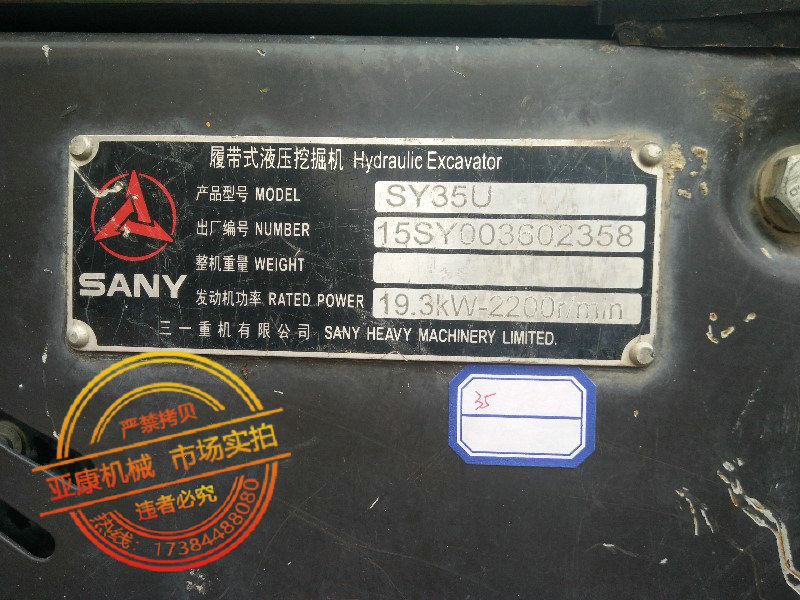 履带式液压挖掘机 Hydraulic Excavator
产品型号 MODEL SY35U
出厂编号 NUMBER 15SY003602358
整机重量 WEIGHT
发动机功率 RATED POWER 19.3kW-2200r/min
SANY
三一重机有限公司 SANY HEAVY MACHINERY LIMITED.
35
严禁拷贝
亚康机械 市场实拍
违者必究
热线：17384488080